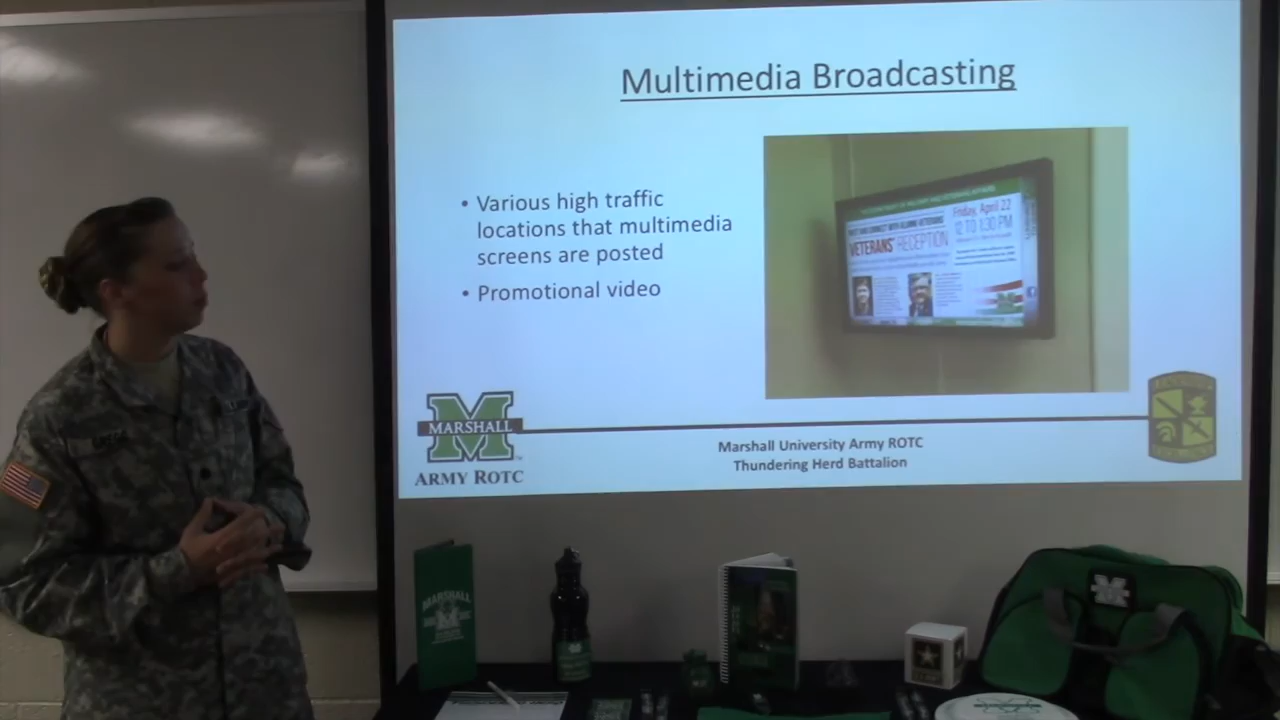 Multimedia Broadcasting
• Various high traffic
locations that multimedia
screens are posted
• Promotional video
Friday, April 22
12 TO 1:30 PM
VETERANS' RECEPTION
MARSHALL
ARMY ROTC
Marshall University Army ROTC
Thundering Herd Battalion
MARSHALL